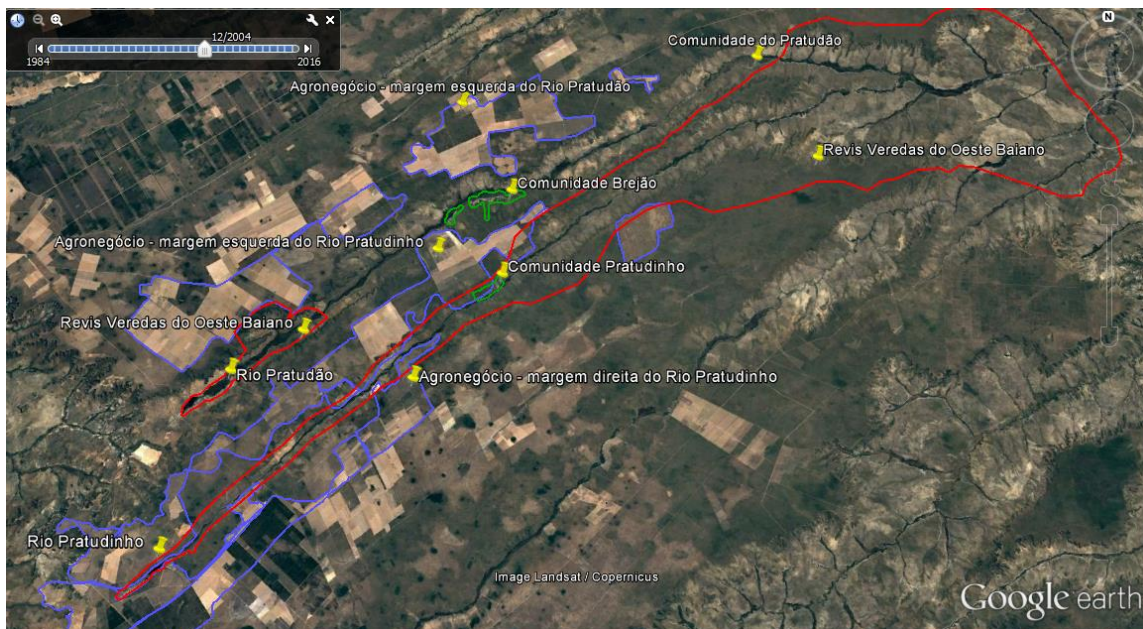 12/2004
1984
2016
N
Comunidade do Pratudão
Agronegócio - margem esquerda do Rio Pratudão
Revis Veredas do Oeste Baiano
Comunidade Brejão
Agronegócio - margem esquerda do Rio Pratudinho
Comunidade Pratudinho
Revis Veredas do Oeste Baiano
Rio Pratudão
Agronegócio - margem direita do Rio Pratudinho
Rio Pratudinho
Image Landsat / Copernicus
Google earth